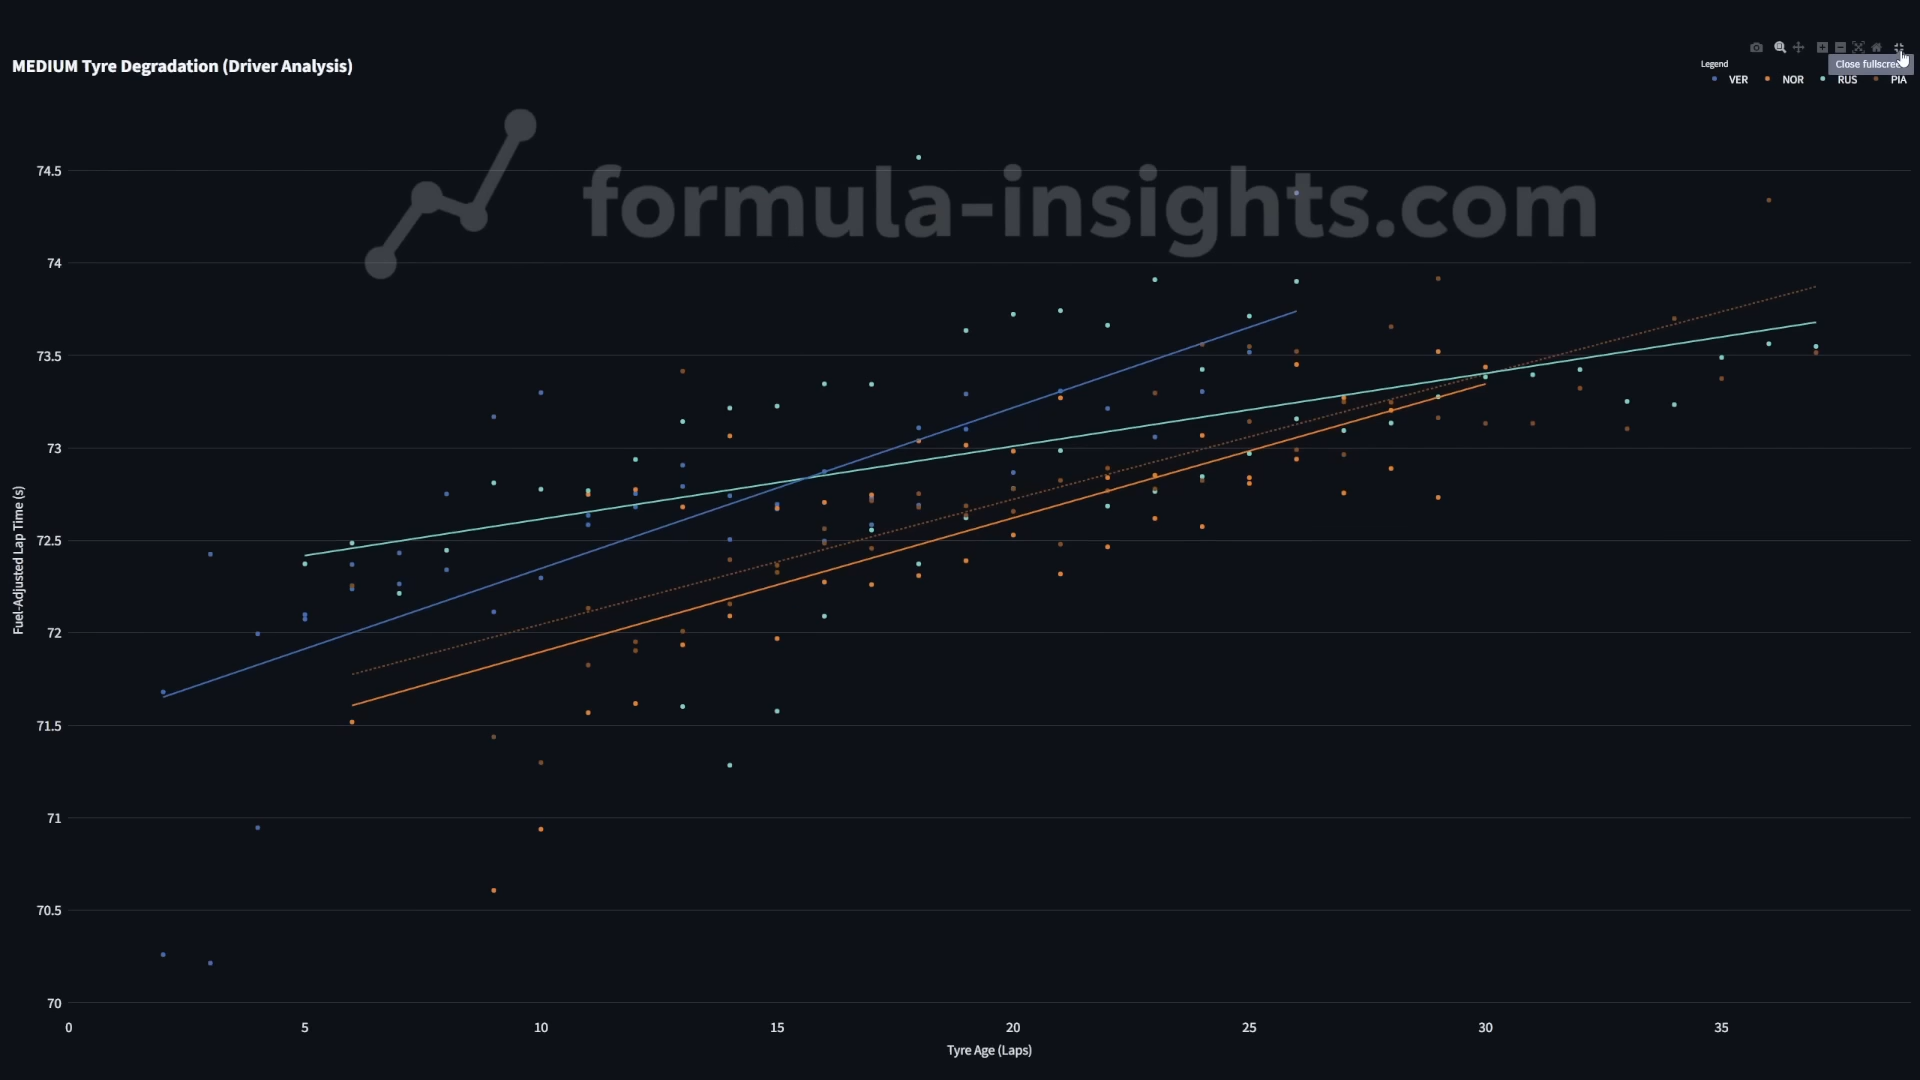 MEDIUM Tyre Degradation (Driver Analysis)
Close fullscreen
Legend
VER NOR RUS PIA
formula-insights.com
74.5
74
73.5
73
72.5
72
71.5
71
70.5
70
Fuel-Adjusted Lap Time (s)
0 5 10 15 20 25 30 35
Tyre Age (Laps)